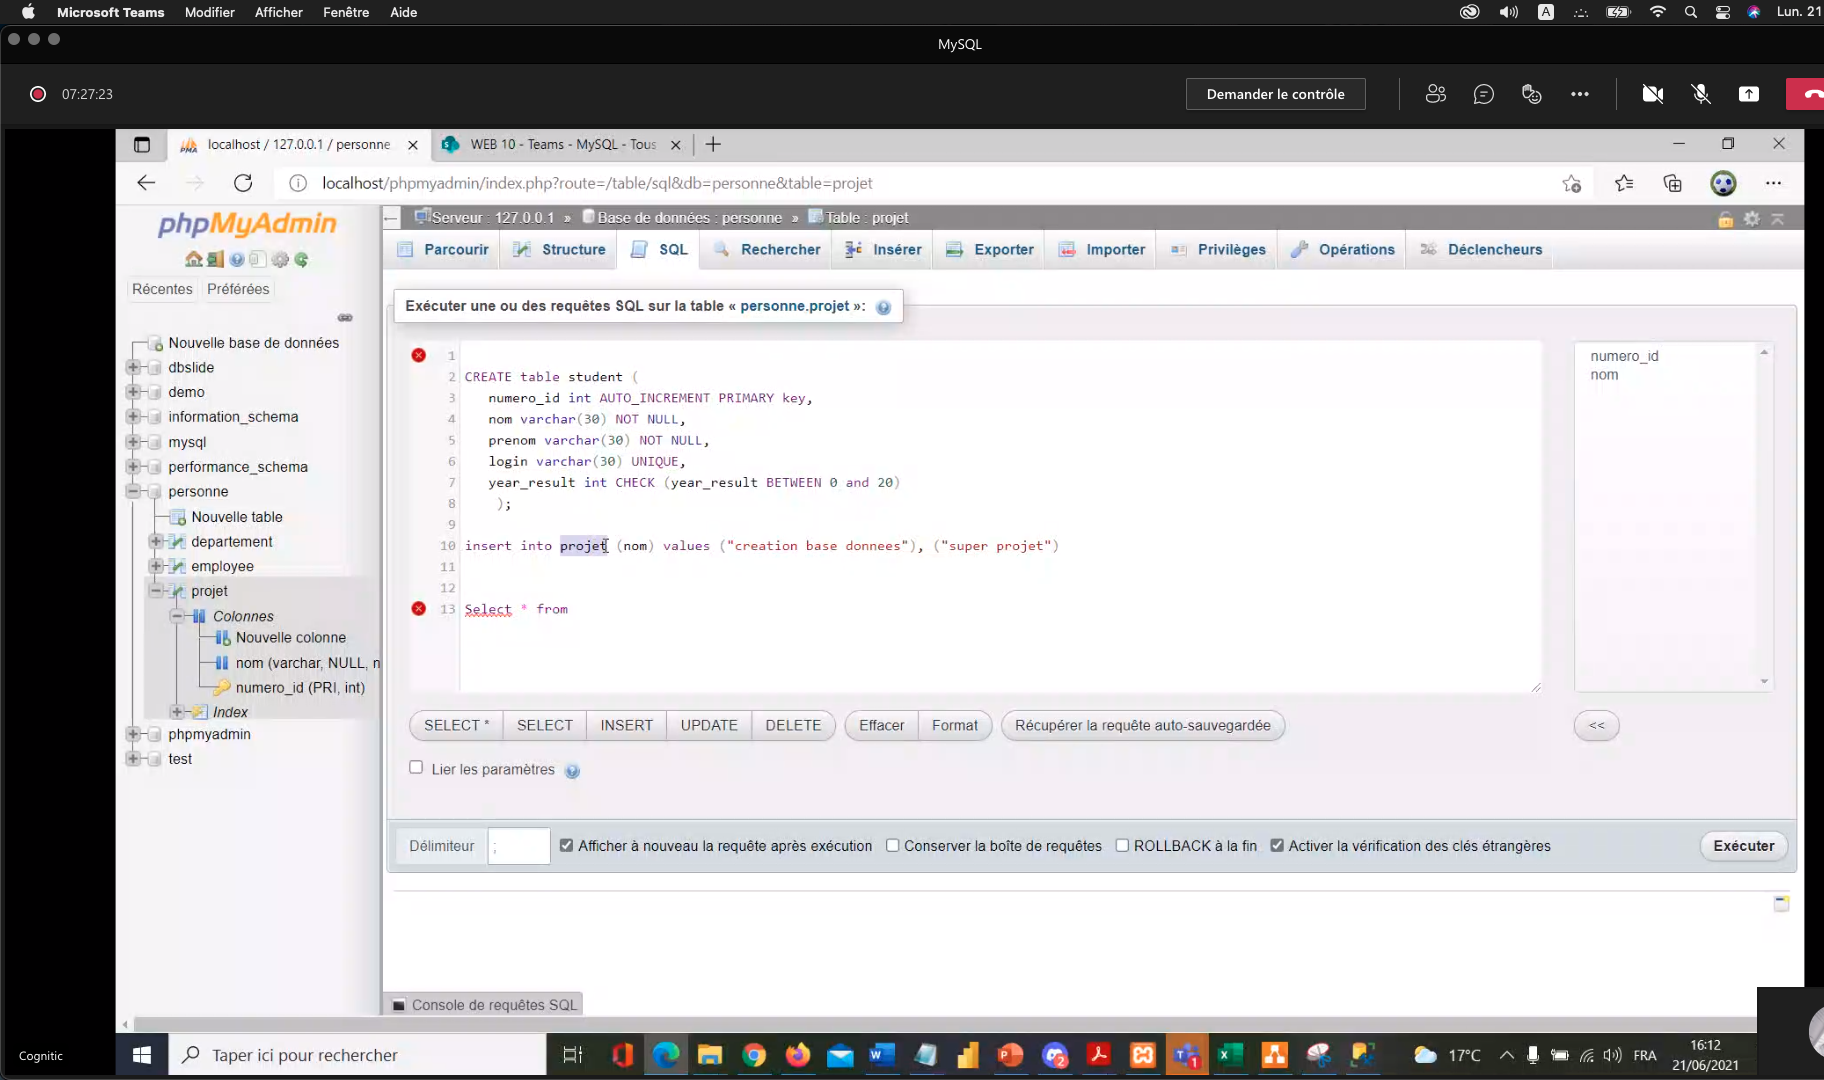 Microsoft Teams Modifier Afficher Fenêtre Aide
A Lun. 21
MySQL
07:27:23 Demander le contrôle
PMA localhost / 127.0.0.1 / personne WEB 10 - Teams - MySQL - Tous
localhost/phpmyadmin/index.php?route=/table/sql&db=personne&table=projet
phpMyAdmin
Récentes Préférées
Nouvelle base de données
dbslide
demo
information_schema
mysql
performance_schema
personne
Nouvelle table
departement
employee
projet
Colonnes
Nouvelle colonne
nom (varchar, NULL, n
numero_id (PRI, int)
Index
phpmyadmin
test
Serveur : 127.0.0.1 » Base de données : personne » Table : projet
Parcourir Structure SQL Rechercher Insérer Exporter Importer Privilèges Opérations Déclencheurs
Exécuter une ou des requêtes SQL sur la table « personne.projet »:
1
2 CREATE table student (
3 numero_id int AUTO_INCREMENT PRIMARY key,
4 nom varchar(30) NOT NULL,
5 prenom varchar(30) NOT NULL,
6 login varchar(30) UNIQUE,
7 year_result int CHECK (year_result BETWEEN 0 and 20)
8 );
9
10 insert into projet (nom) values ("creation base donnees"), ("super projet")
11
12
13 Select * from
numero_id
nom
SELECT * SELECT INSERT UPDATE DELETE Effacer Format Récupérer la requête auto-sauvegardée <<
Lier les paramètres
Délimiteur ; Afficher à nouveau la requête après exécution Conserver la boîte de requêtes ROLLBACK à la fin Activer la vérification des clés étrangères Exécuter
Console de requêtes SQL
Cognitic
Taper ici pour rechercher
17°C FRA
16:12
21/06/2021